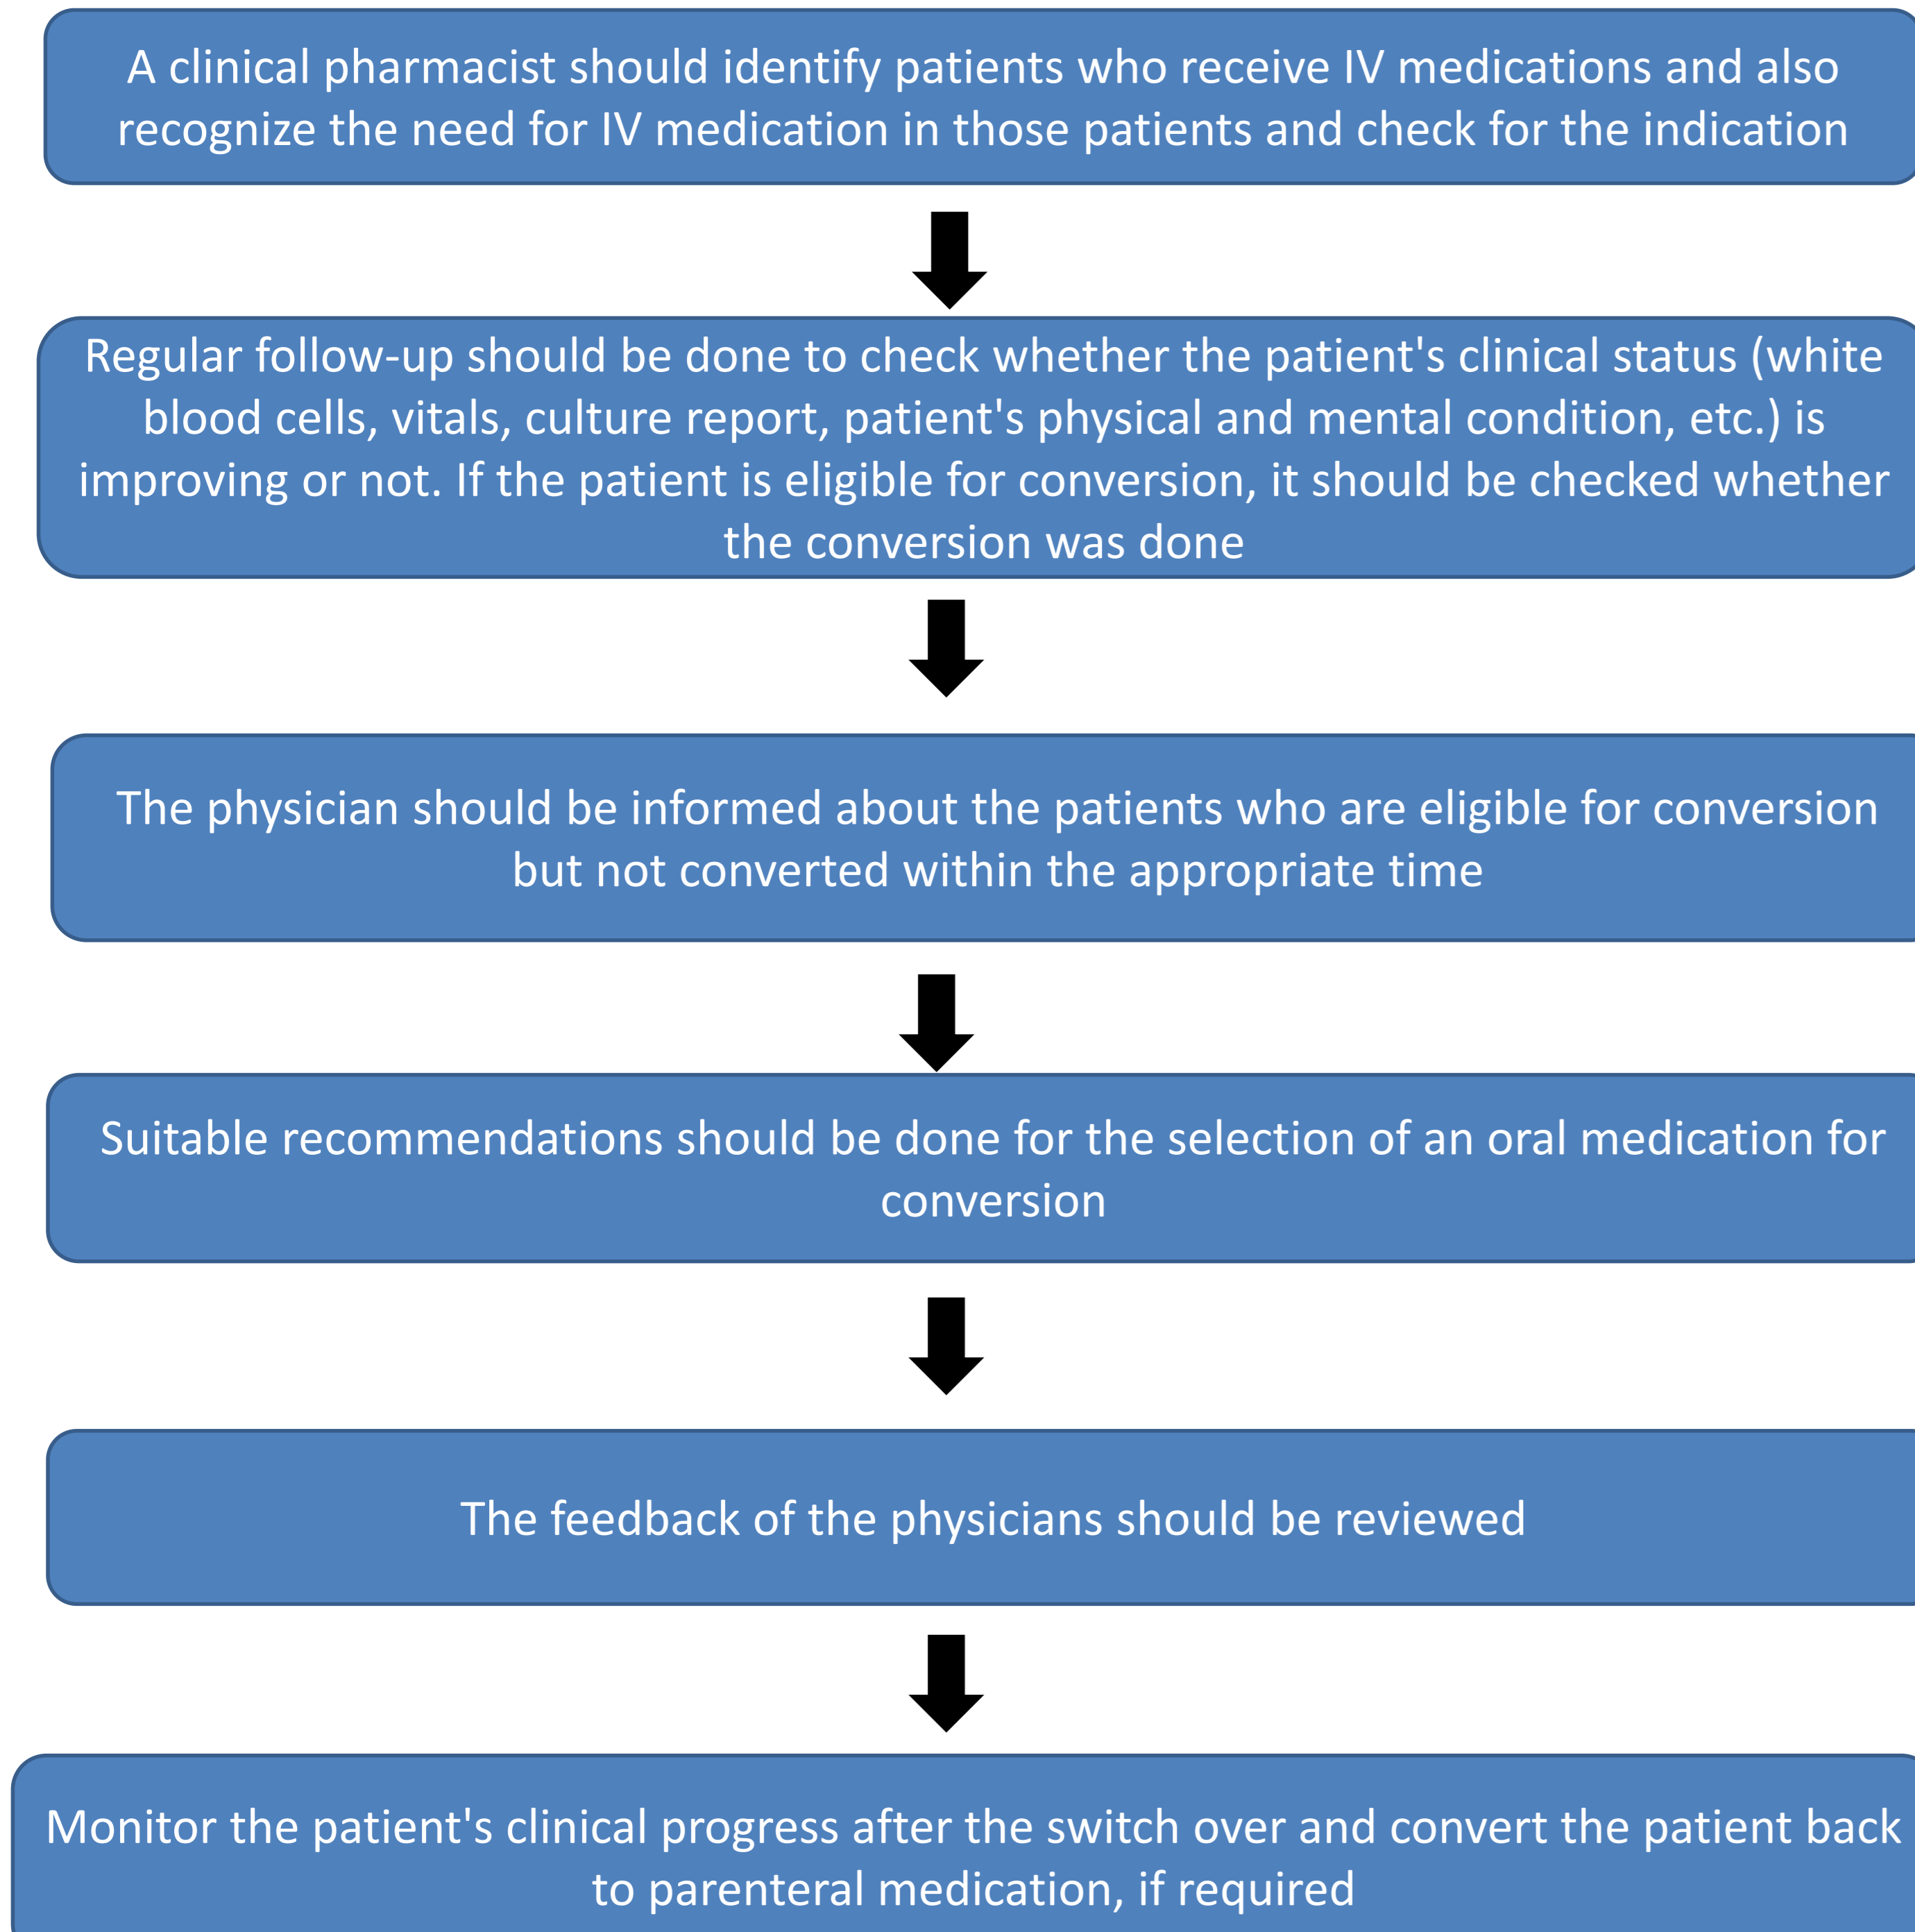 A clinical pharmacist should identify patients who receive IV medications and also
recognize the need for IV medication in those patients and check for the indication
Regular follow-up should be done to check whether the patient's clinical status (white
blood cells, vitals, culture report, patient's physical and mental condition, etc.) is
improving or not. If the patient is eligible for conversion, it should be checked whether
the conversion was done
The physician should be informed about the patients who are eligible for conversion
but not converted within the appropriate time
Suitable recommendations should be done for the selection of an oral medication for
conversion
The feedback of the physicians should be reviewed
Monitor the patient's clinical progress after the switch over and convert the patient back
to parenteral medication, if required